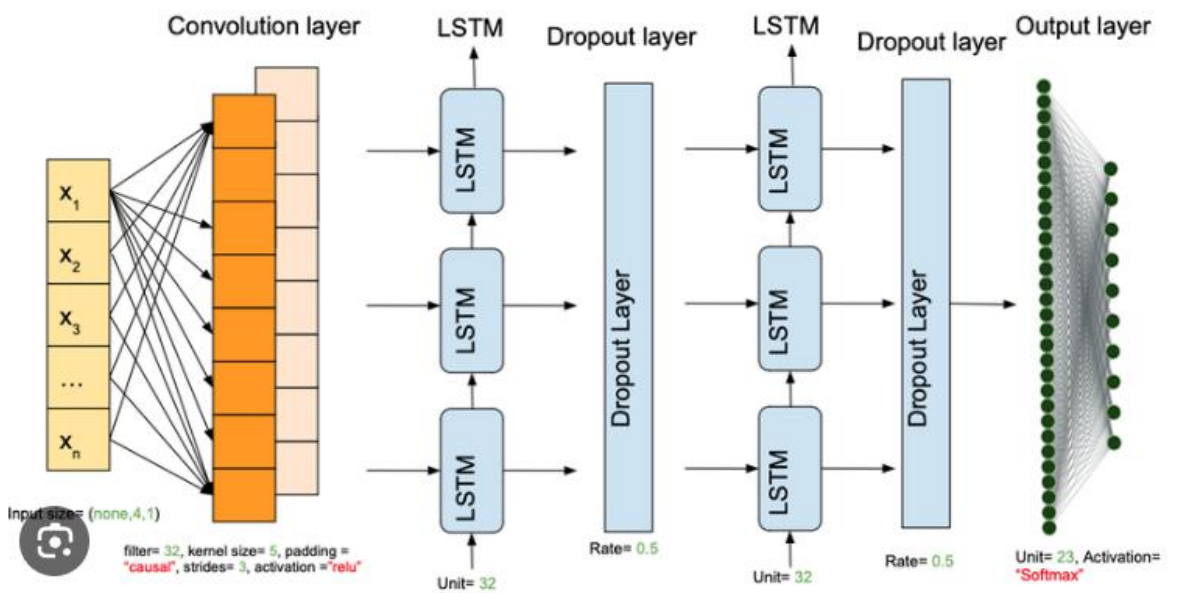 Convolution layer
LSTM
Dropout layer
LSTM
Dropout layer
Output layer
X1
X2
X3
...
Xn
LSTM
LSTM
LSTM
Dropout Layer
LSTM
LSTM
LSTM
Dropout Layer
Input size= (none,4,1)
filter= 32, kernel size= 5, padding =
"causal", strides= 3, activation ="relu"
Unit= 32
Rate= 0.5
Unit= 32
Rate= 0.5
Unit= 23, Activation=
"Softmax"